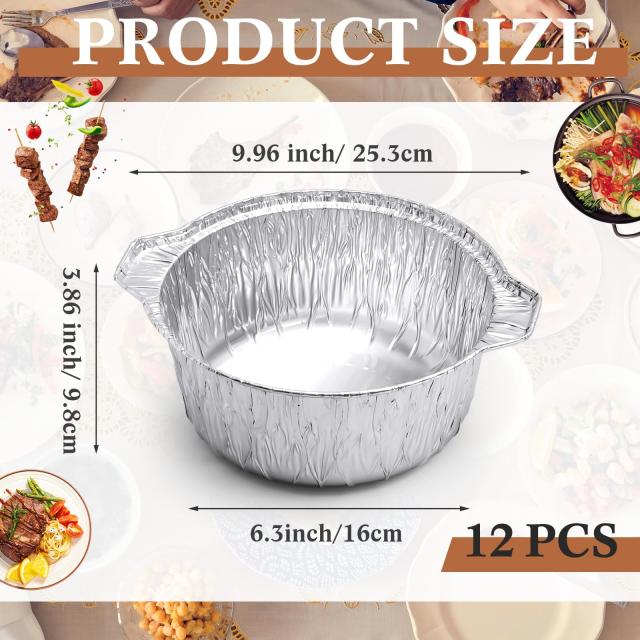 PRODUCT SIZE
9.96 inch/ 25.3cm
3.86 inch/ 9.8cm
6.3inch/16cm
12 PCS